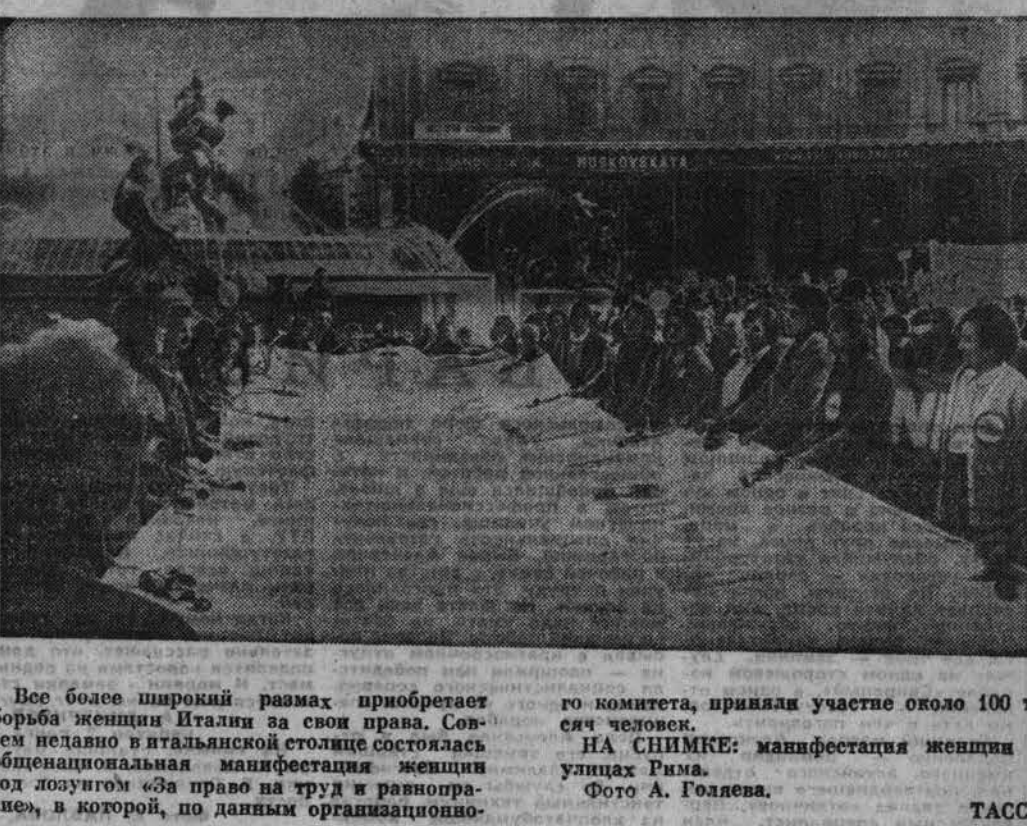 MOSKOVSKAYA
Все более широкий размах приобретает
орьба женщин Италии за свои права. Сов-
ем недавно в итальянской столице состоялась
бщенациональная манифестация женщин
од лозунгом «За право на труд и равнопра-
ие», в которой, по данным организационно-
го комитета, приняли участие около 100 т
сяч человек.
НА СНИМКЕ: манифестация женщин
улицах Рима.
Фото А. Голяева.
ТАСС